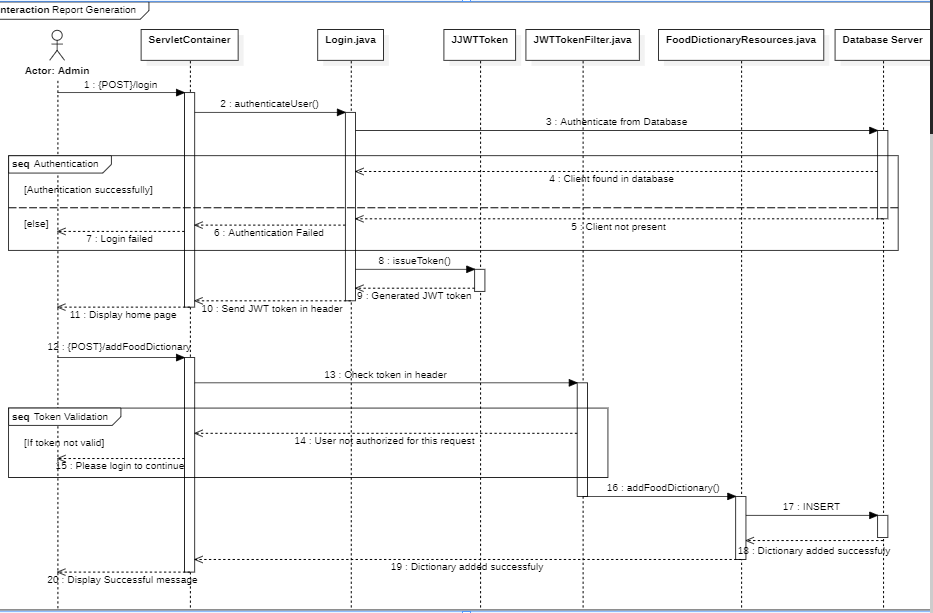 nteraction Report Generation
ServletContainer
Login.java
JJWTToken
JWTTokenFilter.java
FoodDictionaryResources.java
Database Server
Actor: Admin
1 : {POST}/login
2 : authenticateUser()
3 : Authenticate from Database
seq Authentication
4 : Client found in database
[Authentication successfully]
[else]
5 : Client not present
6 : Authentication Failed
7 : Login failed
8 : issueToken()
9 : Generated JWT token
10 : Send JWT token in header
11 : Display home page
12 : {POST}/addFoodDictionary
13 : Check token in header
seq Token Validation
[If token not valid]
14 : User not authorized for this request
15 : Please login to continue
16 : addFoodDictionary()
17 : INSERT
18 : Dictionary added successfuly
19 : Dictionary added successfuly
20 : Display Successful message